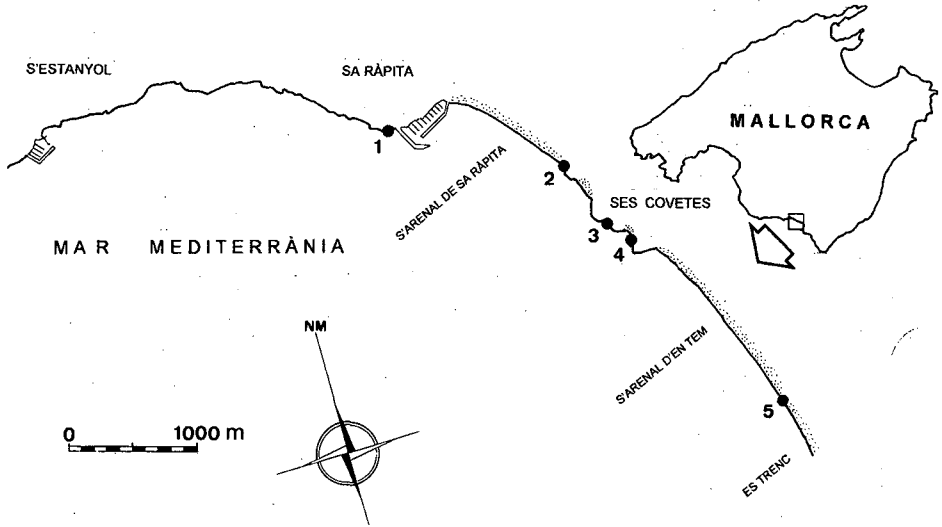 S'ESTANYOL
SA RÀPITA
MALLORCA
1
2
S'ARENAL DE SA RÀPITA
SES COVETES
3
4
MAR MEDITERRÀNIA
NM
S'ARENAL D'EN TEM
5
0 1000 m
ES TRENC